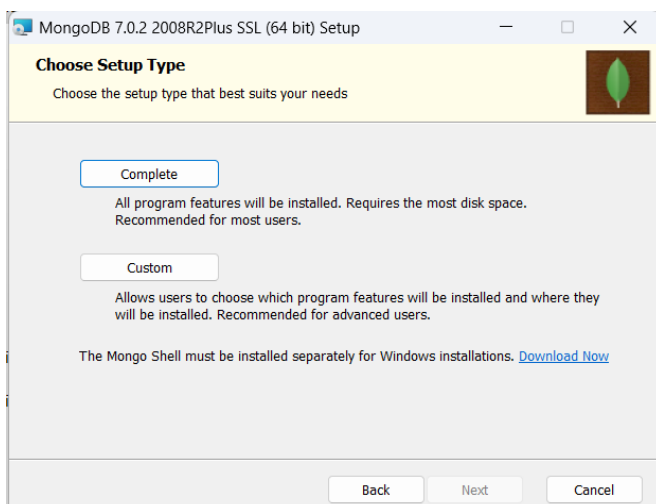 MongoDB 7.0.2 2008R2Plus SSL (64 bit) Setup
Choose Setup Type
Choose the setup type that best suits your needs
Complete
All program features will be installed. Requires the most disk space.
Recommended for most users.
Custom
Allows users to choose which program features will be installed and where they
will be installed. Recommended for advanced users.
The Mongo Shell must be installed separately for Windows installations. Download Now
Back Next Cancel